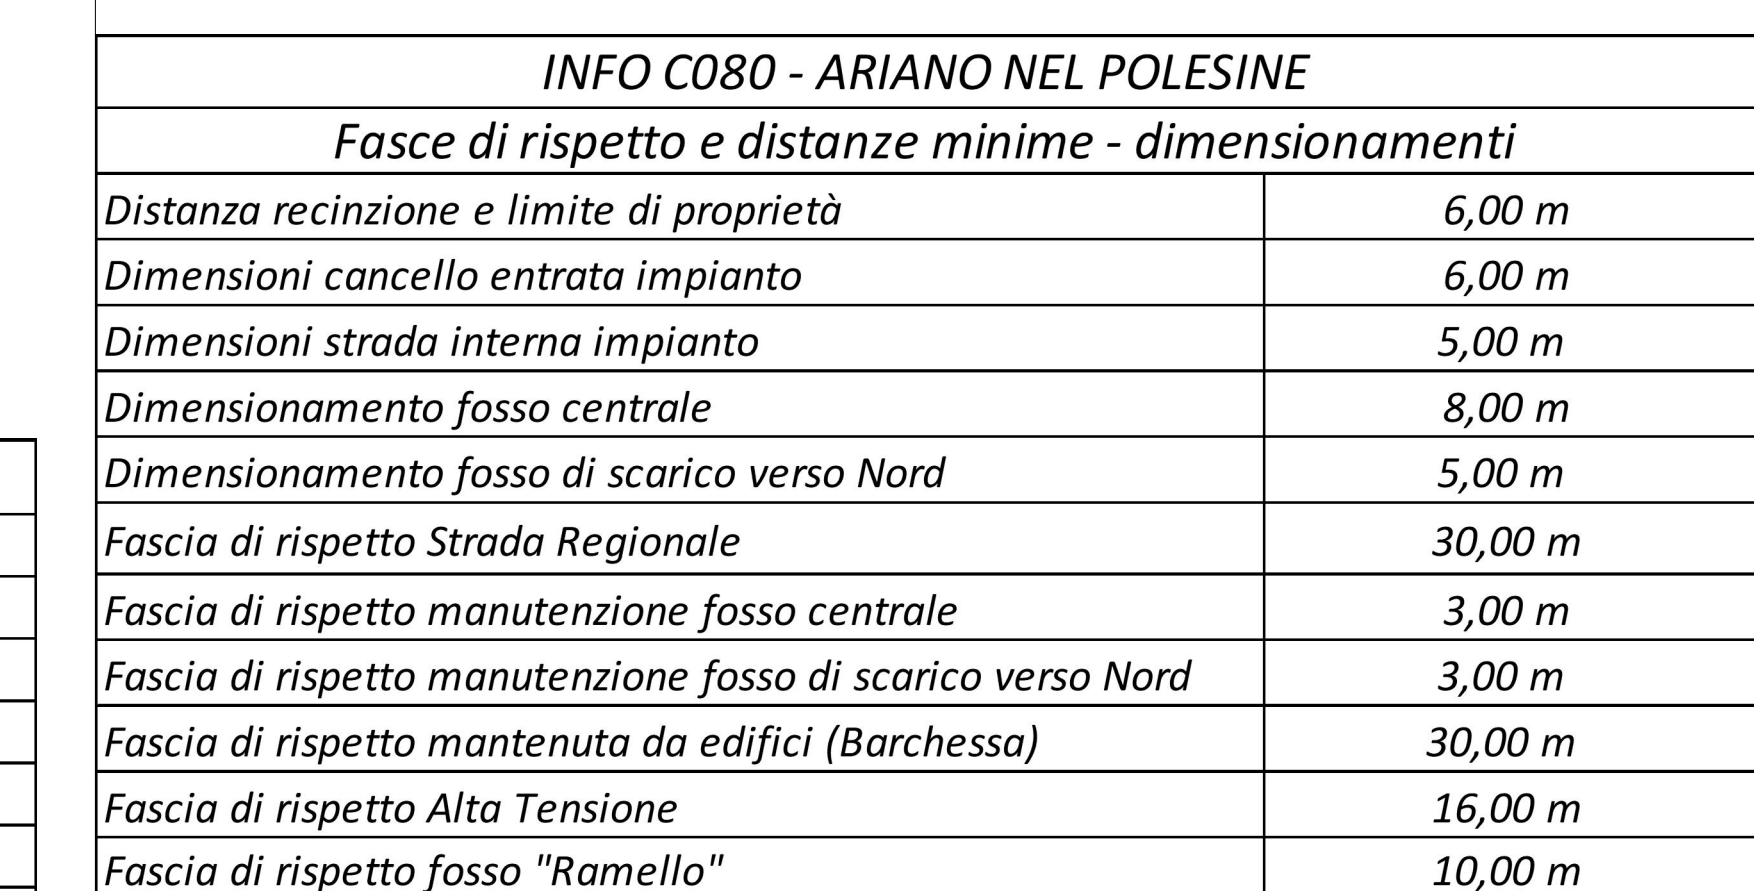 INFO C080 - ARIANO NEL POLESINE
Fasce di rispetto e distanze minime - dimensionamenti
Distanza recinzione e limite di proprietà 6,00 m
Dimensioni cancello entrata impianto 6,00 m
Dimensioni strada interna impianto 5,00 m
Dimensionamento fosso centrale 8,00 m
Dimensionamento fosso di scarico verso Nord 5,00 m
Fascia di rispetto Strada Regionale 30,00 m
Fascia di rispetto manutenzione fosso centrale 3,00 m
Fascia di rispetto manutenzione fosso di scarico verso Nord 3,00 m
Fascia di rispetto mantenuta da edifici (Barchessa) 30,00 m
Fascia di rispetto Alta Tensione 16,00 m
Fascia di rispetto fosso "Ramello" 10,00 m